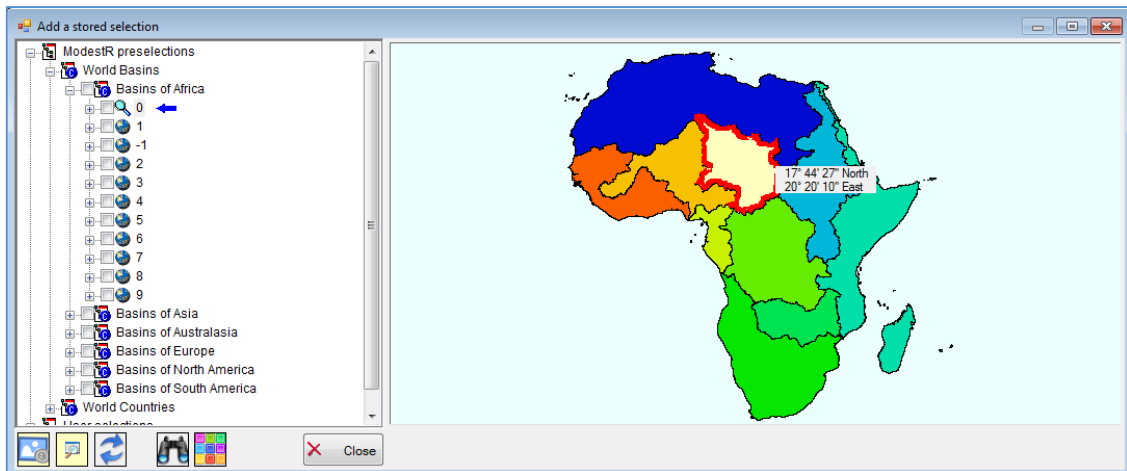 Add a stored selection
ModestR preselections
World Basins
Basins of Africa
0
1
-1
2
3
4
5
6
7
8
9
Basins of Asia
Basins of Australasia
Basins of Europe
Basins of North America
Basins of South America
World Countries
User selections
17° 44' 27" North
20° 20' 10" East
Close